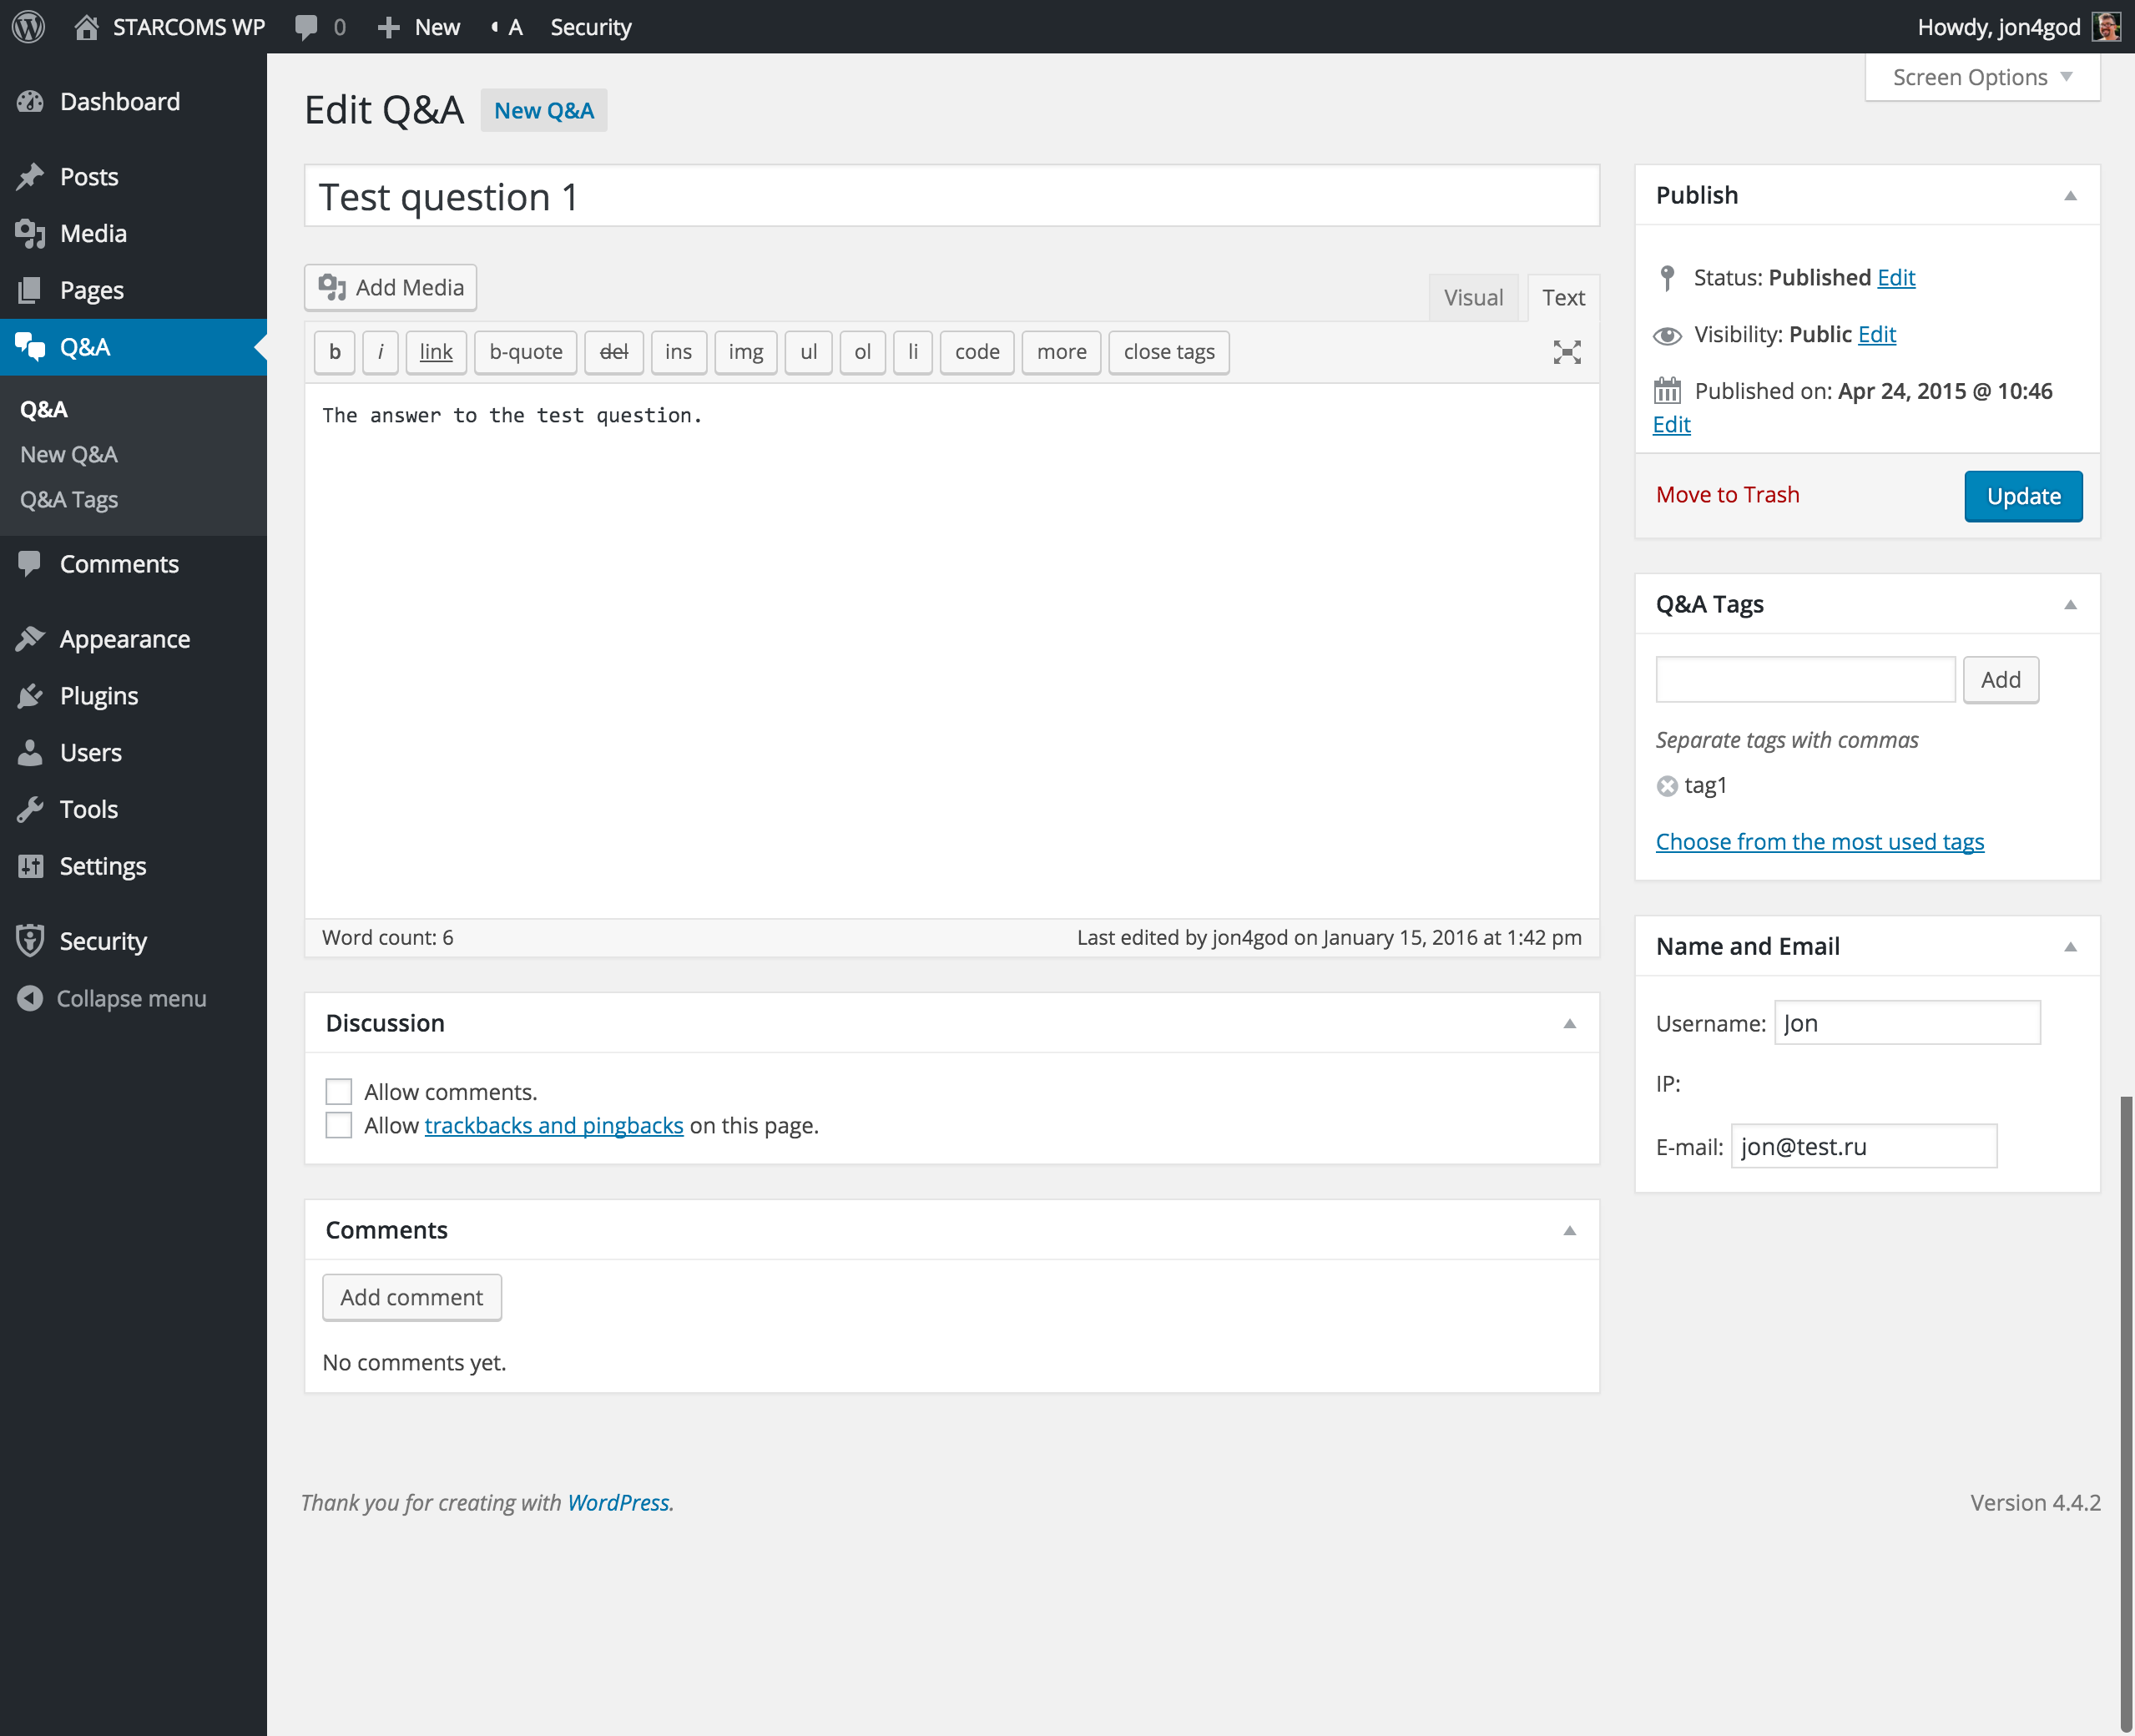 STARCOMS WP 0 New A Security Howdy, jon4god
Screen Options
Dashboard
Posts
Media
Pages
Q&A
Q&A
New Q&A
Q&A Tags
Comments
Appearance
Plugins
Users
Tools
Settings
Security
Collapse menu
Edit Q&A New Q&A
Test question 1
Add Media
Visual Text
b i link b-quote del ins img ul ol li code more close tags
The answer to the test question.
Word count: 6 Last edited by jon4god on January 15, 2016 at 1:42 pm
Discussion
Allow comments.
Allow trackbacks and pingbacks on this page.
Comments
Add comment
No comments yet.
Publish
Status: Published Edit
Visibility: Public Edit
Published on: Apr 24, 2015 @ 10:46
Edit
Move to Trash Update
Q&A Tags
Add
Separate tags with commas
tag1
Choose from the most used tags
Name and Email
Username: Jon
IP:
E-mail: jon@test.ru
Thank you for creating with WordPress. Version 4.4.2